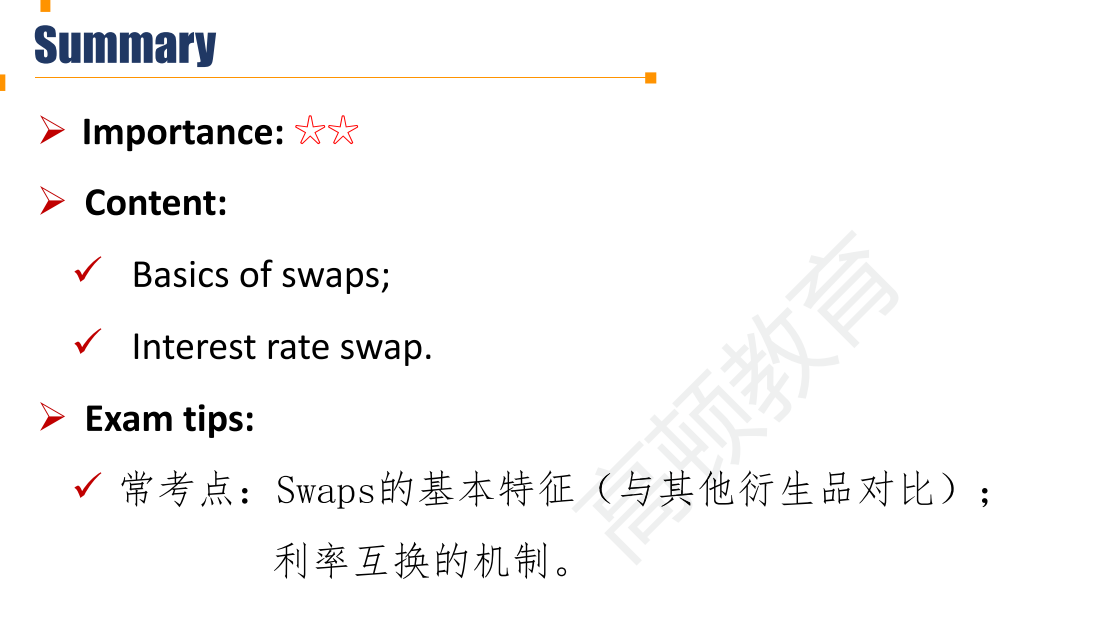 Summary
Importance: ☆☆
Content:
Basics of swaps;
Interest rate swap.
Exam tips:
常考点：Swaps的基本特征（与其他衍生品对比）；
利率互换的机制。
高顿教育